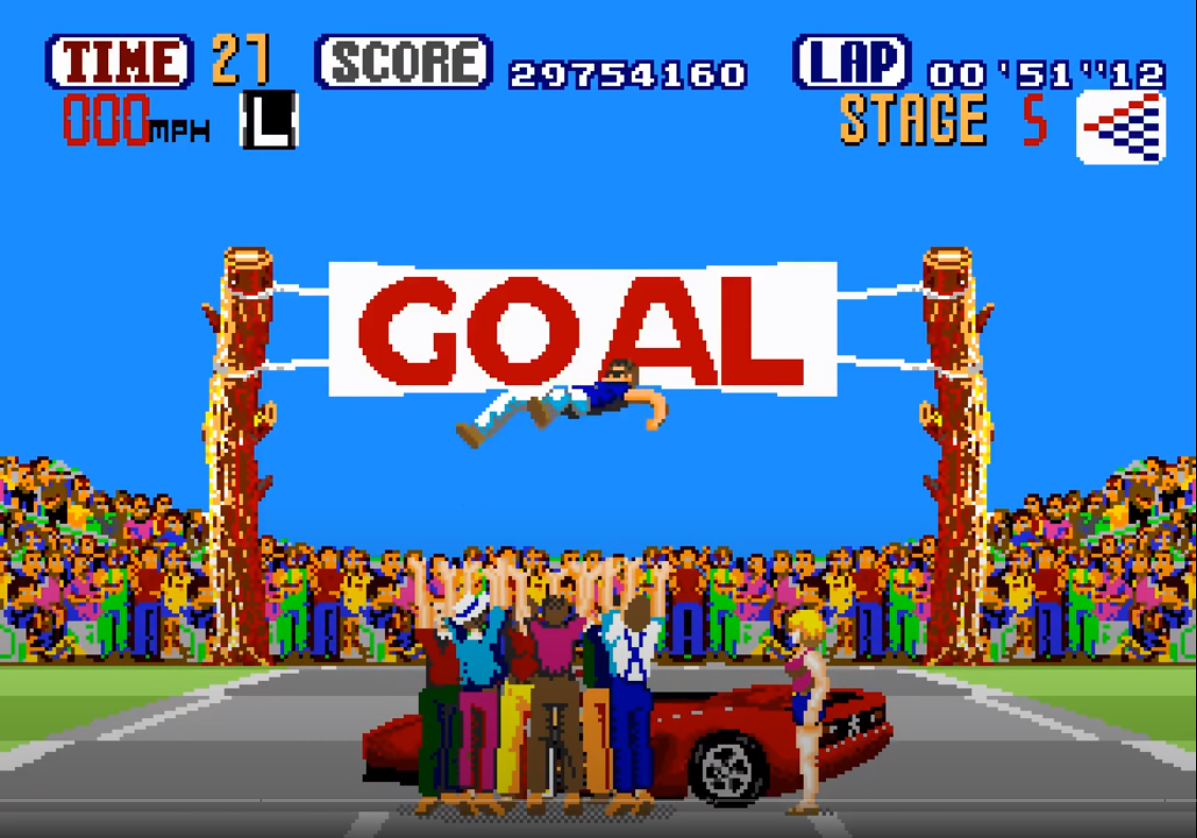 TIME 27 SCORE 29754160 LAP 00'51"12
000MPH L STAGE 5
GOAL